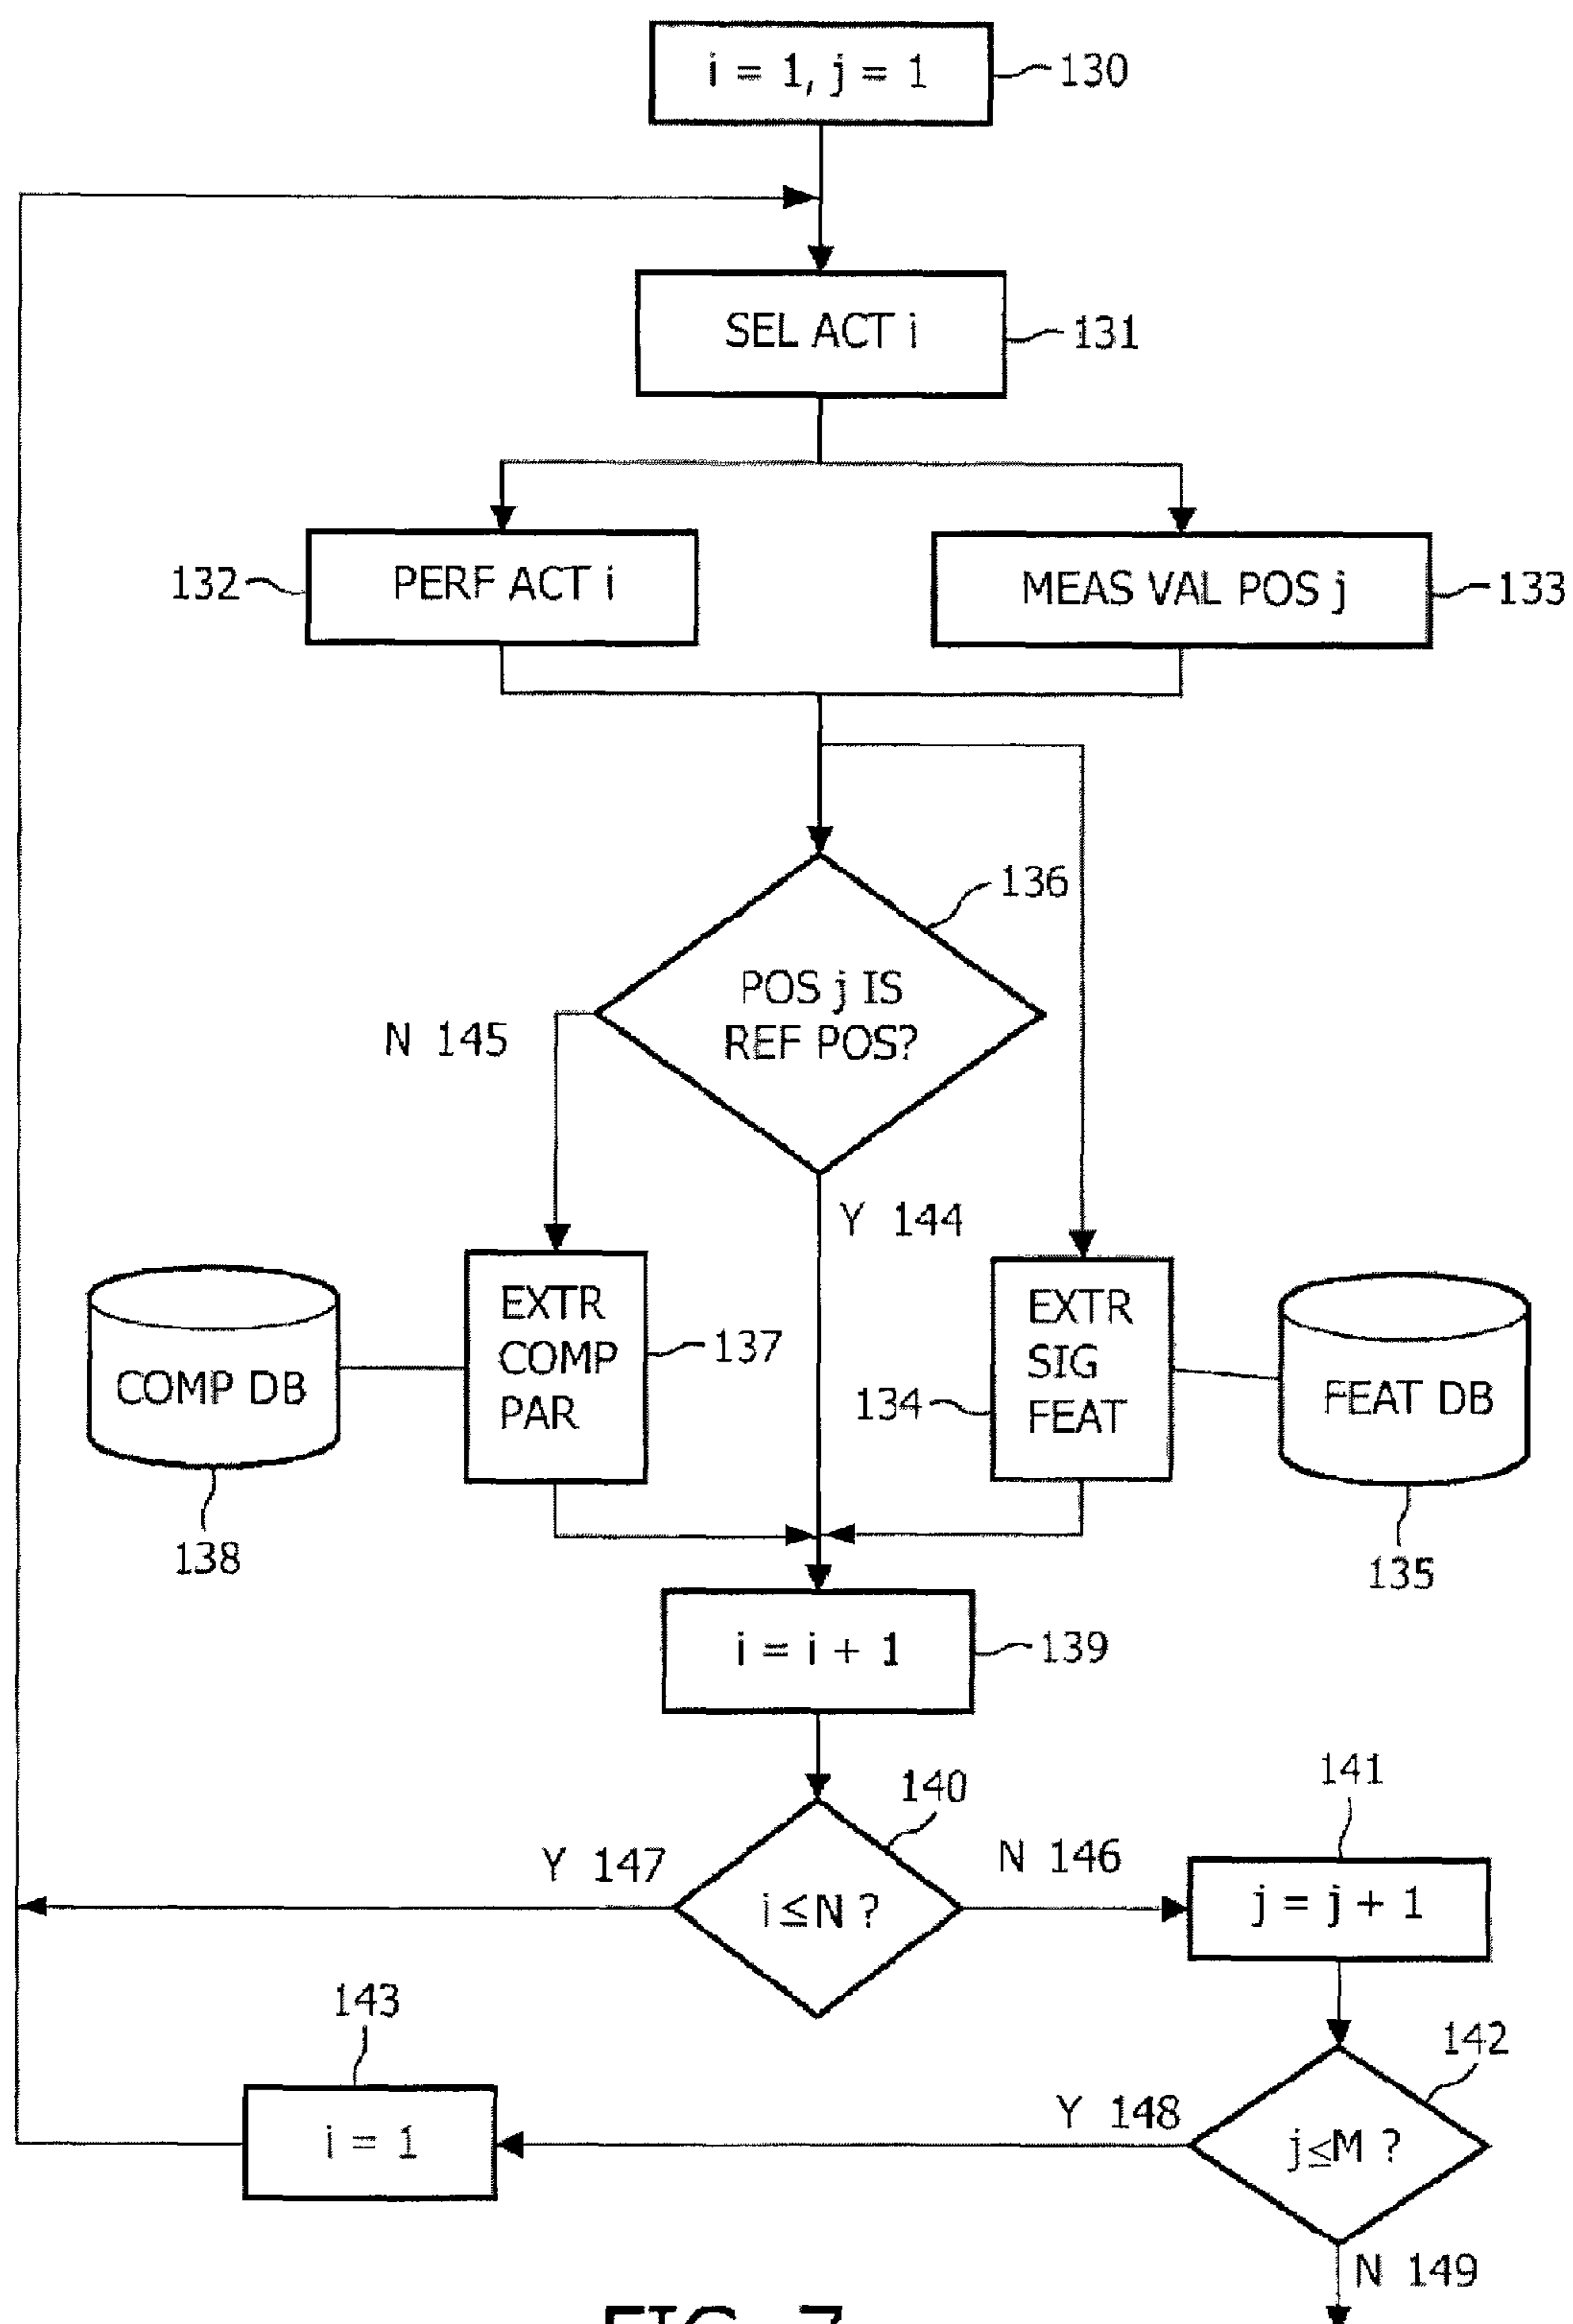 i = 1, j = 1
130
SEL ACT i
131
132
PERF ACT i
MEAS VAL POS j
133
136
POS j IS
REF POS?
N 145
Y 144
COMP DB
138
EXTR
COMP
PAR
137
134
EXTR
SIG
FEAT
FEAT DB
135
i = i + 1
139
140
Y 147
i ≤ N ?
N 146
141
j = j + 1
143
i = 1
142
Y 148
j ≤ M ?
N 149
FIG. 7